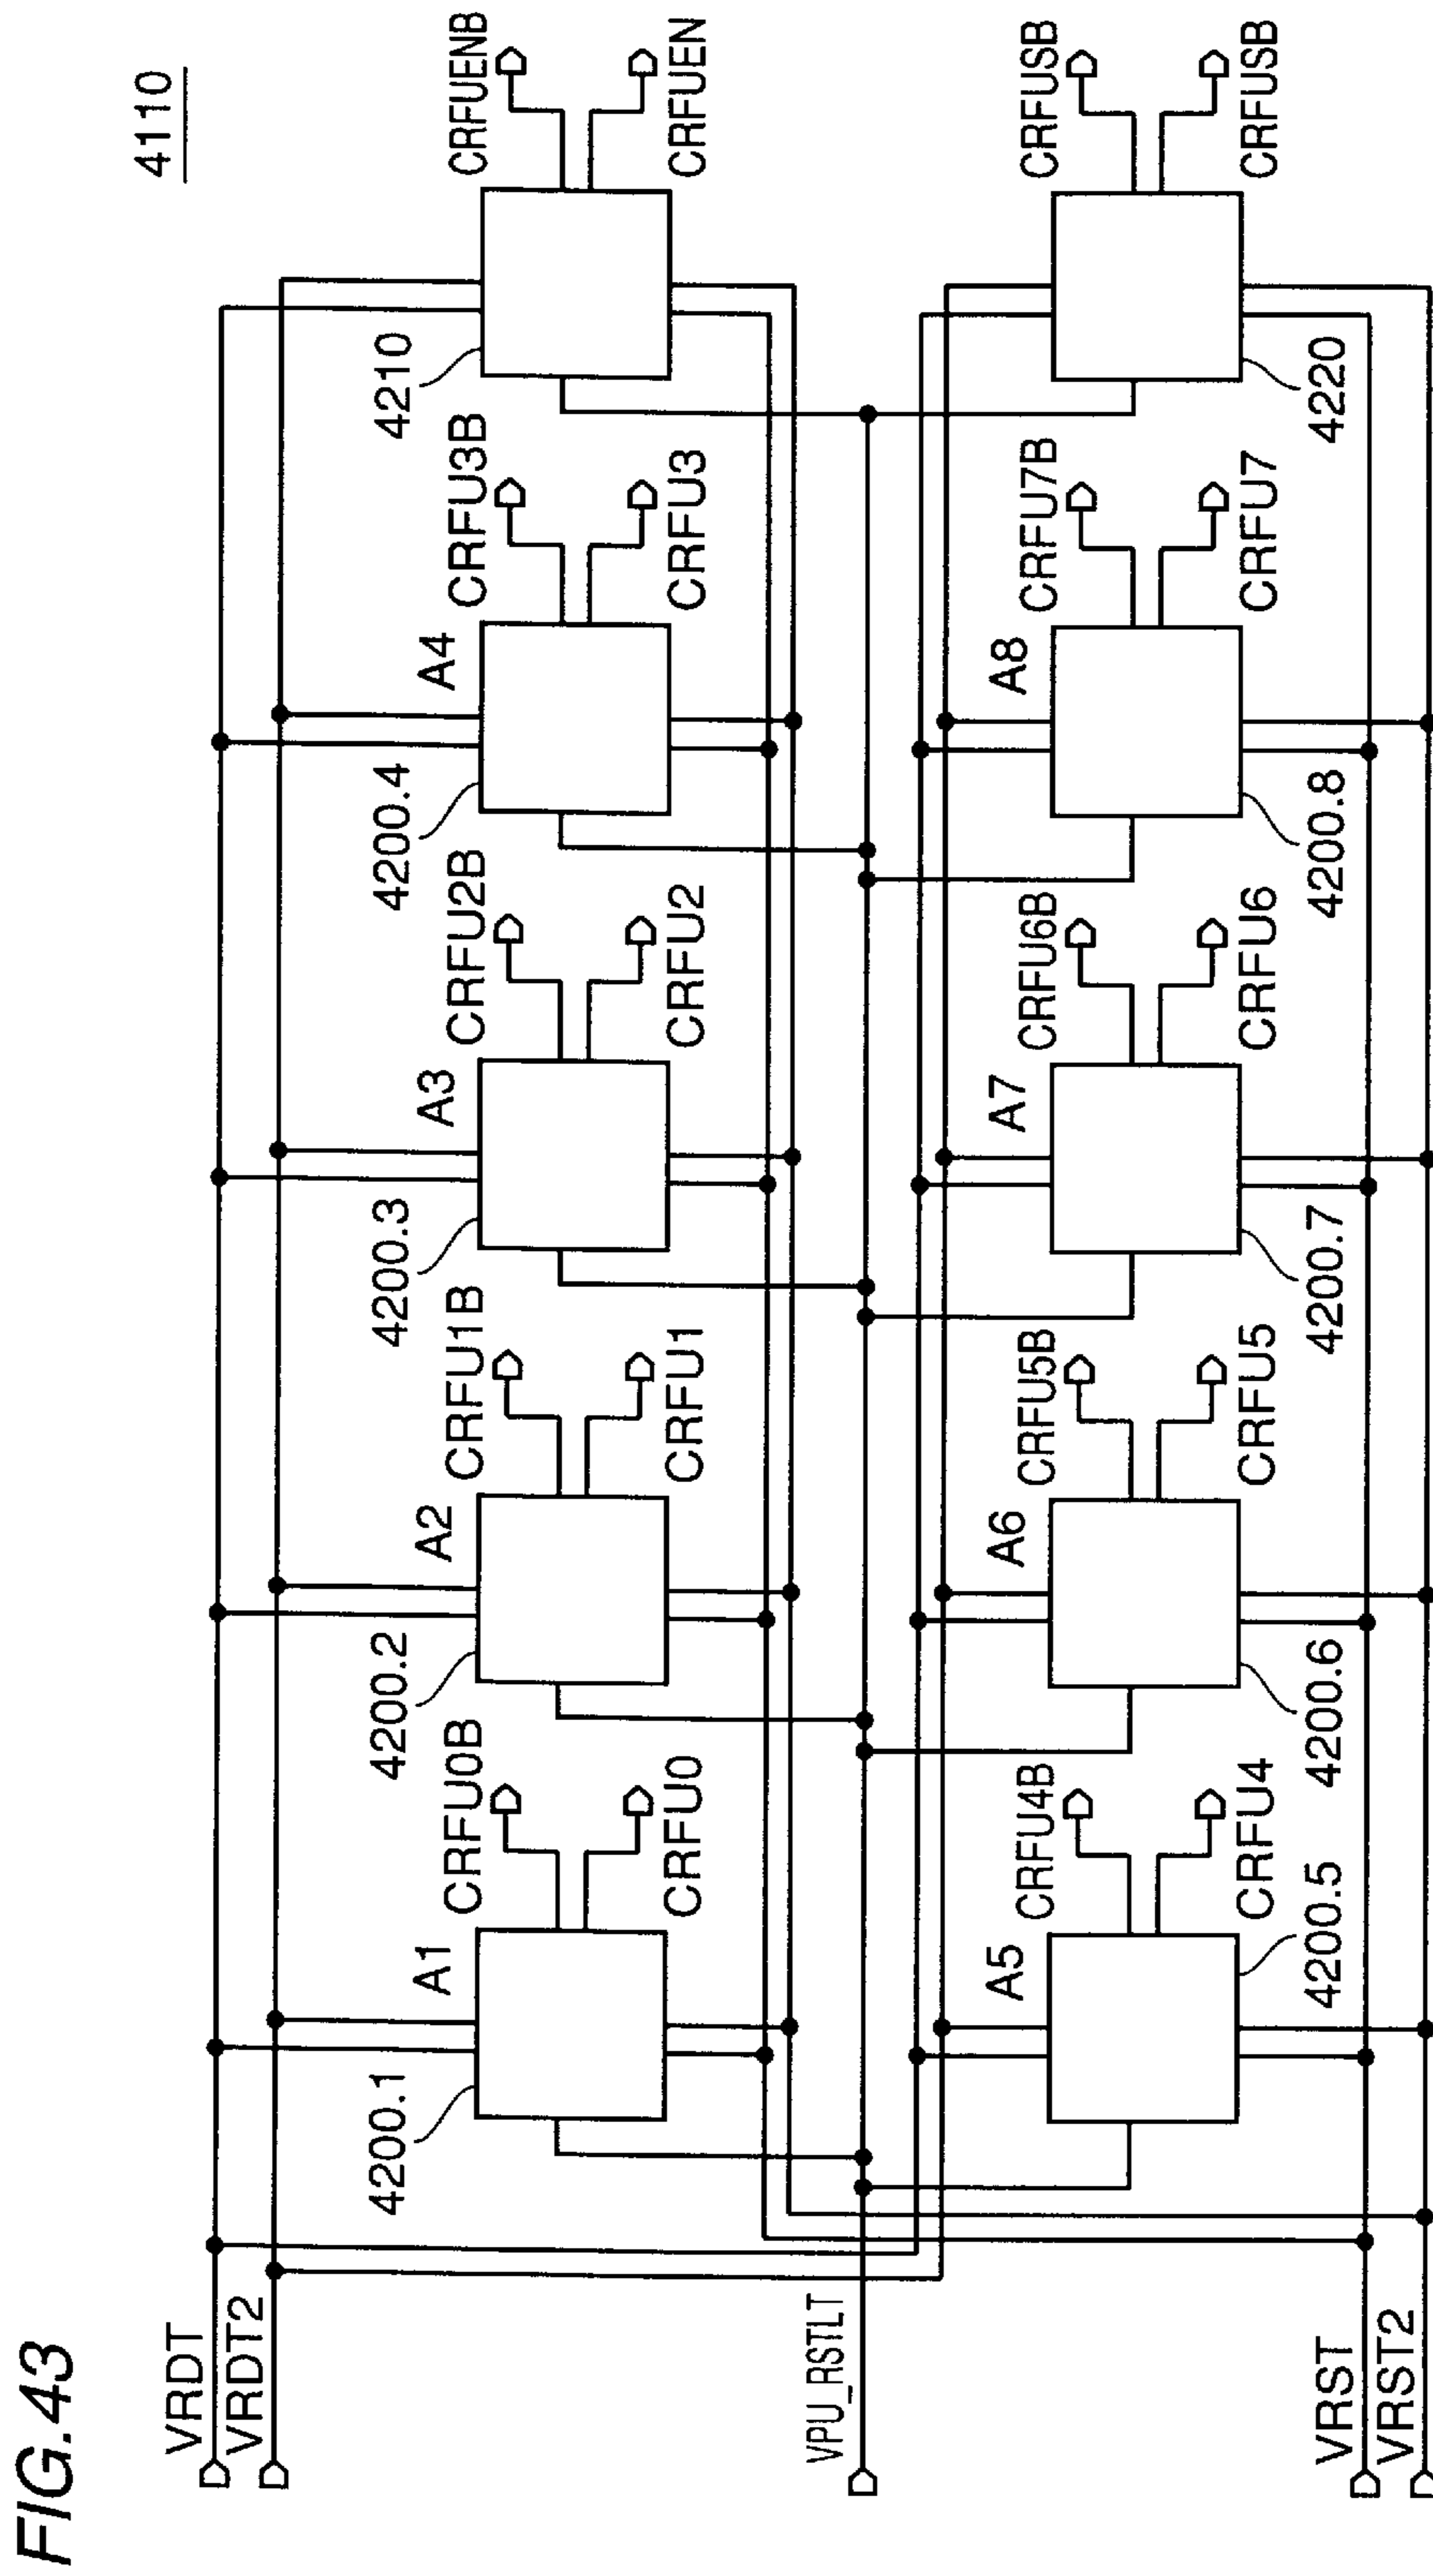 FIG.43
4110
VRDT
VRDT2
VPU_RSTLT
VRST
VRST2
4200.1
A1
CRFU0B
CRFU0
4200.2
A2
CRFU1B
CRFU1
4200.3
A3
CRFU2B
CRFU2
4200.4
A4
CRFU3B
CRFU3
4210
CRFUENB
CRFUEN
A5
4200.5
CRFU4B
CRFU4
A6
4200.6
CRFU5B
CRFU5
A7
4200.7
CRFU6B
CRFU6
A8
4200.8
CRFU7B
CRFU7
4220
CRFUSB
CRFUSB